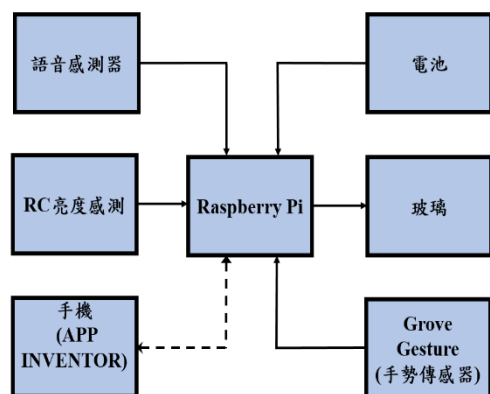 語音感測器
電池
RC亮度感測
Raspberry Pi
玻璃
手機
(APP
INVENTOR)
Grove
Gesture
(手勢傳感器)